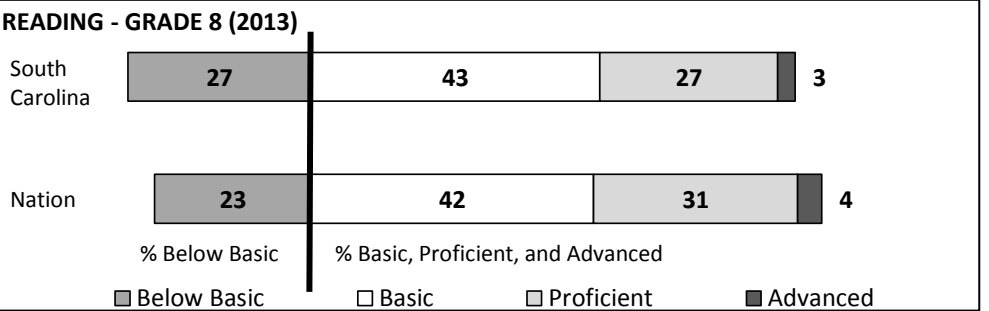 READING - GRADE 8 (2013)
South
Carolina
27 43 27 3
Nation 23 42 31 4
% Below Basic % Basic, Proficient, and Advanced
Below Basic Basic Proficient Advanced